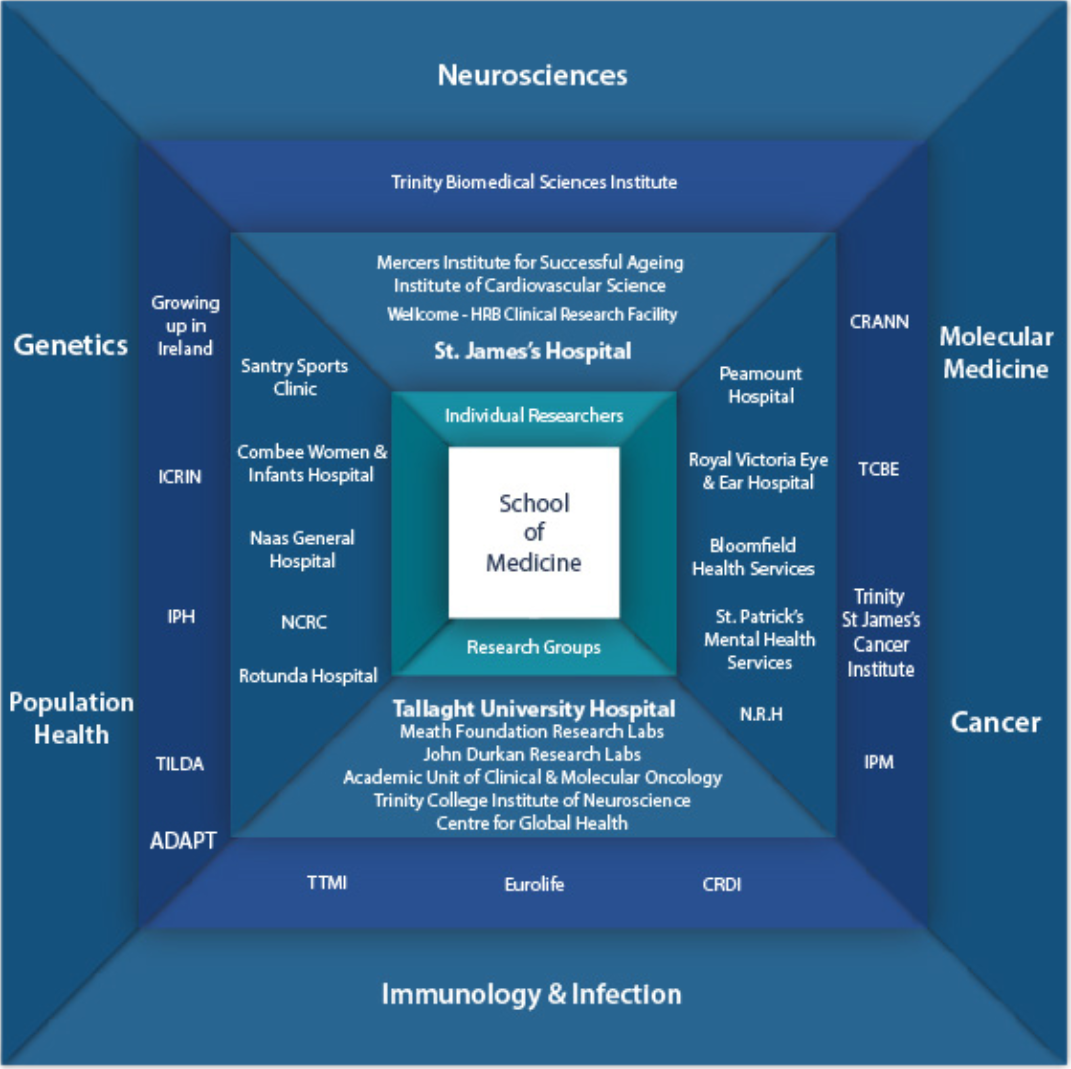 Neurosciences
Trinity Biomedical Sciences Institute
Mercers Institute for Successful Ageing
Institute of Cardiovascular Science
Wellcome - HRB Clinical Research Facility
St. James's Hospital
Genetics
Population
Health
Growing
up in
Ireland
ICRIN
IPH
TILDA
ADAPT
Santry Sports
Clinic
Combee Women &
Infants Hospital
Naas General
Hospital
NCRC
Rotunda Hospital
Individual Researchers
School
of
Medicine
Research Groups
Peamount
Hospital
Royal Victoria Eye
& Ear Hospital
Bloomfield
Health Services
St. Patrick's
Mental Health
Services
N.R.H
CRANN
TCBE
Trinity
St James's
Cancer
Institute
IPM
Molecular
Medicine
Cancer
Tallaght University Hospital
Meath Foundation Research Labs
John Durkan Research Labs
Academic Unit of Clinical & Molecular Oncology
Trinity College Institute of Neuroscience
Centre for Global Health
TTMI
Eurolife
CRDI
Immunology & Infection